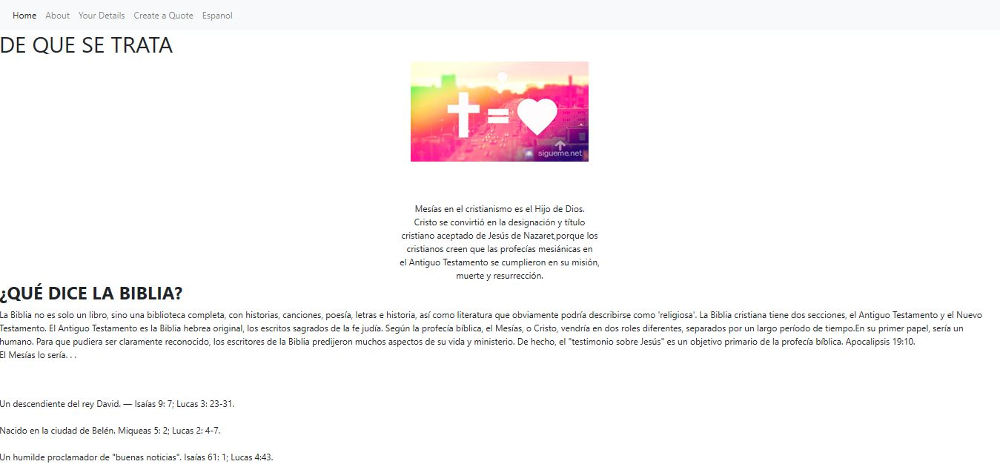 Home About Your Details Create a Quote Espanol
DE QUE SE TRATA
sigueme.net
Mesías en el cristianismo es el Hijo de Dios.
Cristo se convirtió en la designación y título
cristiano aceptado de Jesús de Nazaret,porque los
cristianos creen que las profecías mesiánicas en
el Antiguo Testamento se cumplieron en su misión,
muerte y resurrección.
¿QUÉ DICE LA BIBLIA?
La Biblia no es solo un libro, sino una biblioteca completa, con historias, canciones, poesía, letras e historia, así como literatura que obviamente podría describirse como 'religiosa'. La Biblia cristiana tiene dos secciones, el Antiguo Testamento y el Nuevo
Testamento. El Antiguo Testamento es la Biblia hebrea original, los escritos sagrados de la fe judía. Según la profecía bíblica, el Mesías, o Cristo, vendría en dos roles diferentes, separados por un largo período de tiempo.En su primer papel, sería un
humano. Para que pudiera ser claramente reconocido, los escritores de la Biblia predijeron muchos aspectos de su vida y ministerio. De hecho, el "testimonio sobre Jesús" es un objetivo primario de la profecía bíblica. Apocalipsis 19:10.
El Mesías lo sería. . .
Un descendiente del rey David. — Isaías 9: 7; Lucas 3: 23-31.
Nacido en la ciudad de Belén. Miqueas 5: 2; Lucas 2: 4-7.
Un humilde proclamador de "buenas noticias". Isaías 61: 1; Lucas 4:43.